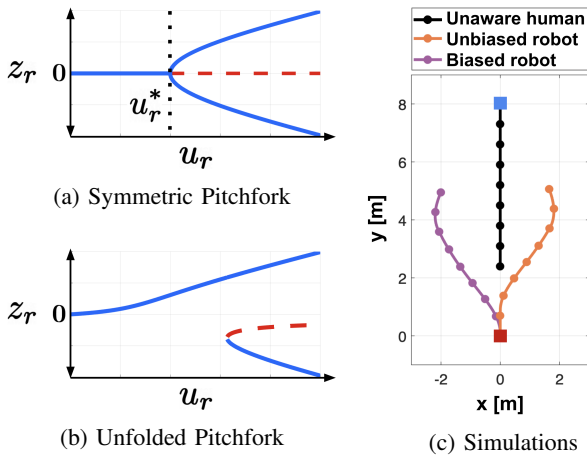 z_r 0
u_r^*
u_r
(a) Symmetric Pitchfork
z_r 0
u_r
(b) Unfolded Pitchfork
Unaware human
Unbiased robot
Biased robot
8
6
4
2
0
y [m]
-2 0 2
x [m]
(c) Simulations